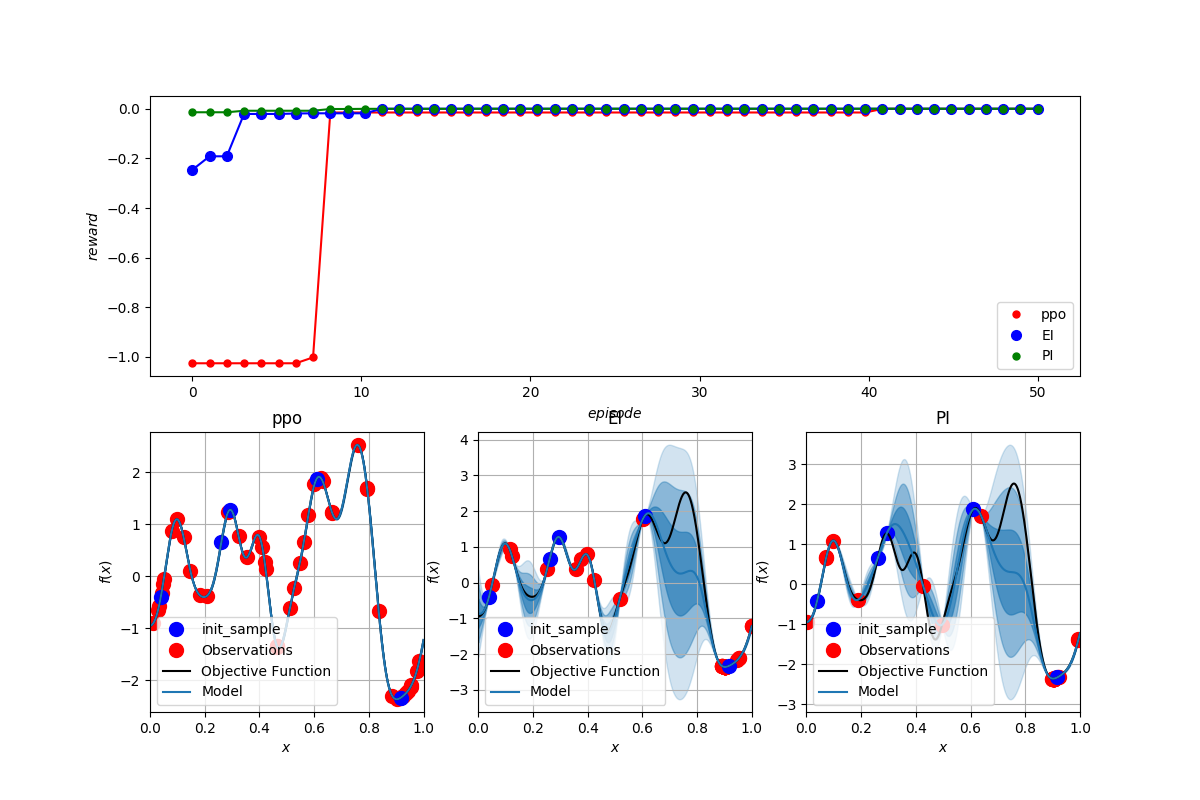 0.0
−0.2
−0.4
−0.6
−0.8
−1.0
reward
ppo
EI
PI
0 10 20 30 40 50
episode
ppo EI PI
2
1
0
−1
−2
f(x)
init_sample
Observations
Objective Function
Model
0.0 0.2 0.4 0.6 0.8 1.0
x
4
3
2
1
0
−1
−2
−3
f(x)
init_sample
Observations
Objective Function
Model
0.0 0.2 0.4 0.6 0.8 1.0
x
3
2
1
0
−1
−2
−3
f(x)
init_sample
Observations
Objective Function
Model
0.0 0.2 0.4 0.6 0.8 1.0
x